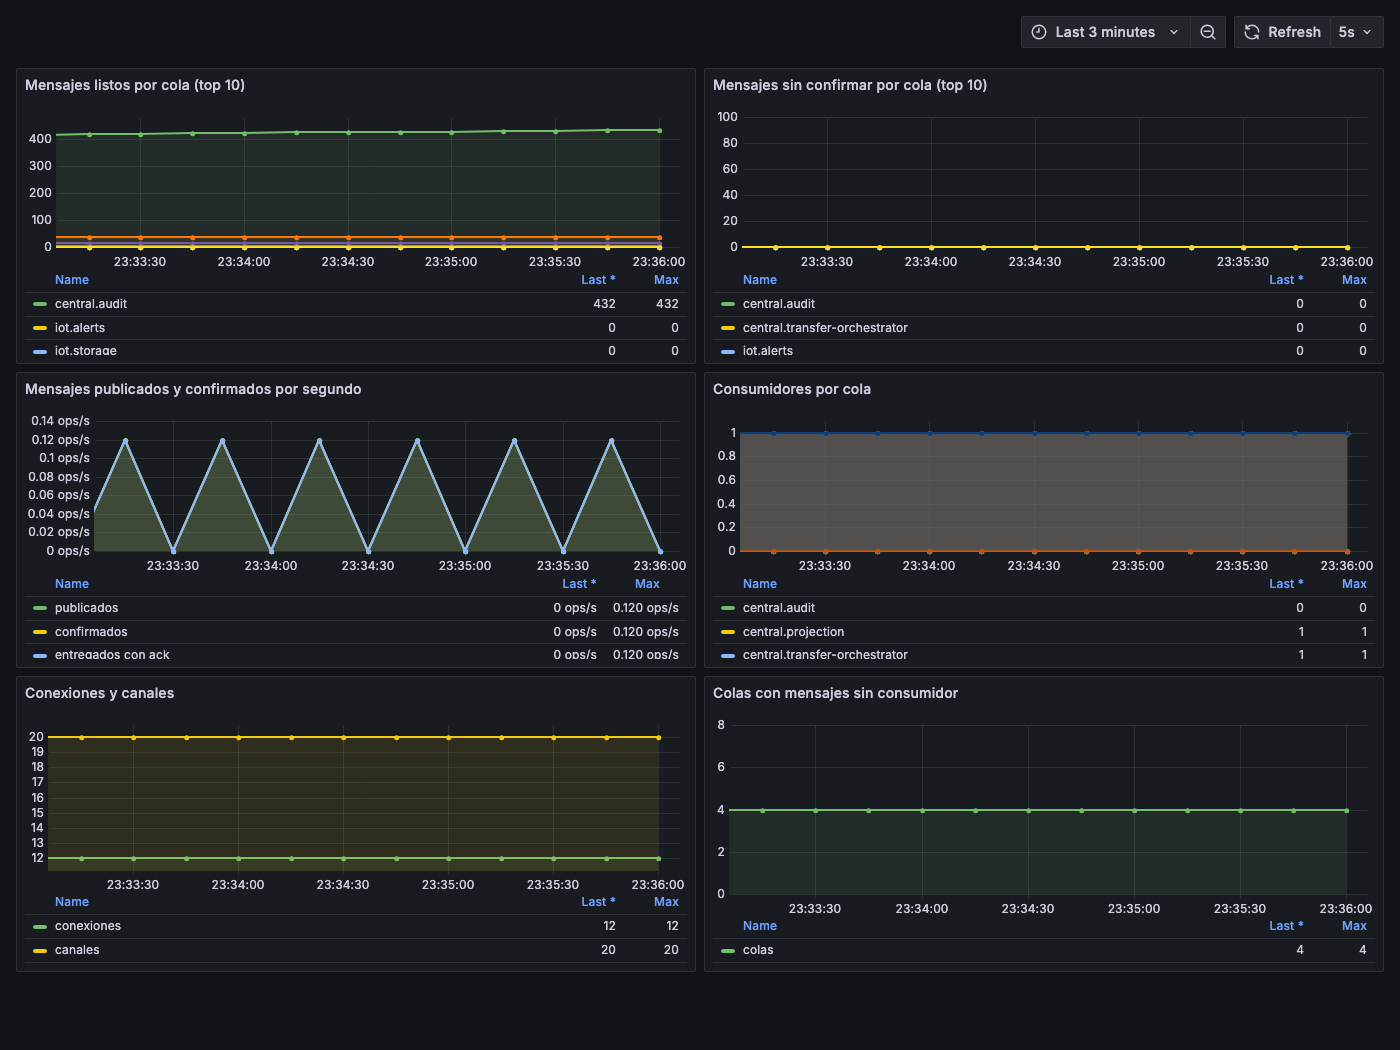 Last 3 minutes
Refresh
5s
Mensajes listos por cola (top 10)
400
300
200
100
0
23:33:30 23:34:00 23:34:30 23:35:00 23:35:30 23:36:00
Name Last * Max
central.audit 432 432
iot.alerts 0 0
iot.storage 0 0
Mensajes sin confirmar por cola (top 10)
100
80
60
40
20
0
23:33:30 23:34:00 23:34:30 23:35:00 23:35:30 23:36:00
Name Last * Max
central.audit 0 0
central.transfer-orchestrator 0 0
iot.alerts 0 0
Mensajes publicados y confirmados por segundo
0.14 ops/s
0.12 ops/s
0.1 ops/s
0.08 ops/s
0.06 ops/s
0.04 ops/s
0.02 ops/s
0 ops/s
23:33:30 23:34:00 23:34:30 23:35:00 23:35:30 23:36:00
Name Last * Max
publicados 0 ops/s 0.120 ops/s
confirmados 0 ops/s 0.120 ops/s
entregados con ack 0 ops/s 0.120 ops/s
Consumidores por cola
1
0.8
0.6
0.4
0.2
0
23:33:30 23:34:00 23:34:30 23:35:00 23:35:30 23:36:00
Name Last * Max
central.audit 0 0
central.projection 1 1
central.transfer-orchestrator 1 1
Conexiones y canales
20
19
18
17
16
15
14
13
12
23:33:30 23:34:00 23:34:30 23:35:00 23:35:30 23:36:00
Name Last * Max
conexiones 12 12
canales 20 20
Colas con mensajes sin consumidor
8
6
4
2
0
23:33:30 23:34:00 23:34:30 23:35:00 23:35:30 23:36:00
Name Last * Max
colas 4 4